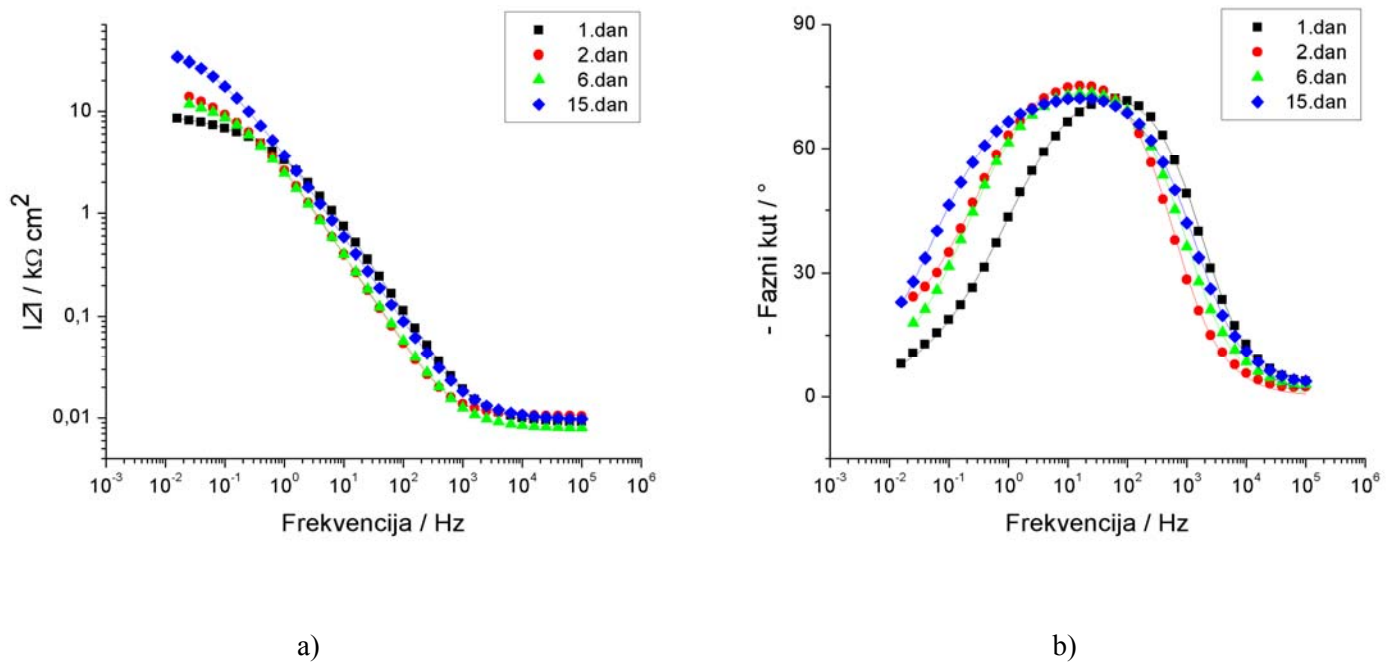 1.dan
2.dan
6.dan
15.dan
10
1
0,1
0,01
|Z| / kΩ cm²
10⁻³ 10⁻² 10⁻¹ 10⁰ 10¹ 10² 10³ 10⁴ 10⁵ 10⁶
Frekvencija / Hz
a)
1.dan
2.dan
6.dan
15.dan
90
60
30
0
- Fazni kut / °
10⁻³ 10⁻² 10⁻¹ 10⁰ 10¹ 10² 10³ 10⁴ 10⁵ 10⁶
Frekvencija / Hz
b)